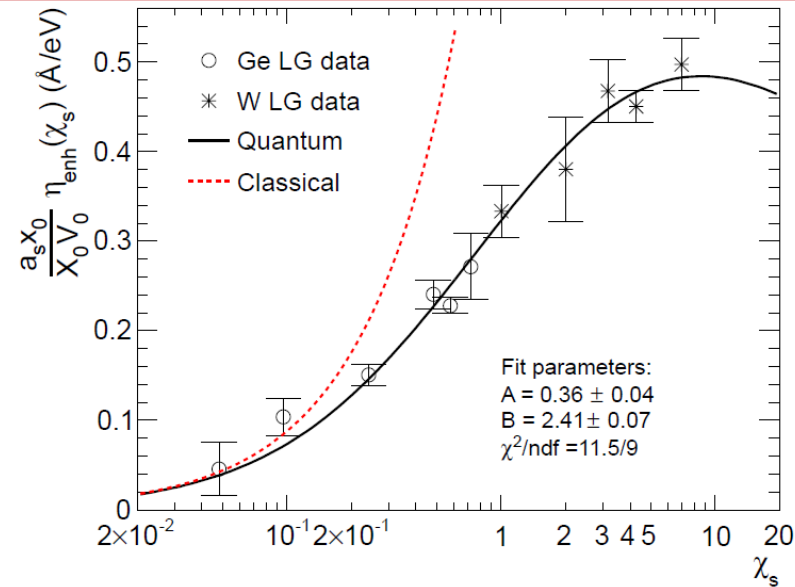 0.5
0.4
0.3
0.2
0.1
0
a_s x_0 / X_0 V_0 η_enh(χ_s) (Å/eV)
Ge LG data
W LG data
Quantum
Classical
Fit parameters:
A = 0.36 ± 0.04
B = 2.41± 0.07
χ²/ndf =11.5/9
2×10⁻² 10⁻¹ 2×10⁻¹ 1 2 3 4 5 10 20
χ_s